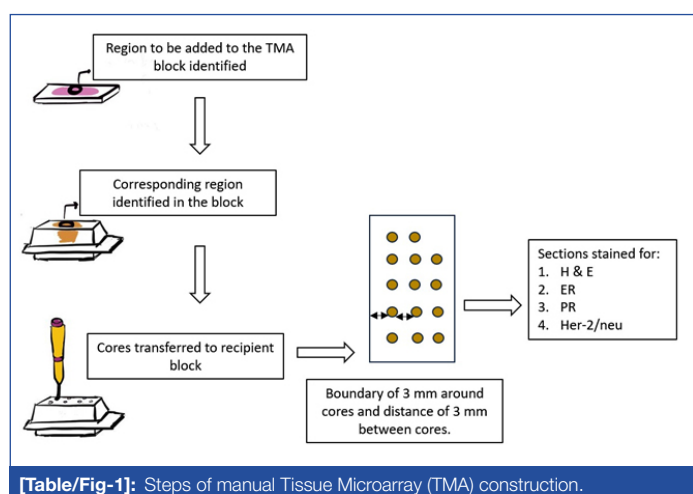 Region to be added to the TMA
block identified
Corresponding region
identified in the block
Cores transferred to recipient
block
Boundary of 3 mm around
cores and distance of 3 mm
between cores.
Sections stained for:
1. H & E
2. ER
3. PR
4. Her-2/neu
[Table/Fig-1]: Steps of manual Tissue Microarray (TMA) construction.